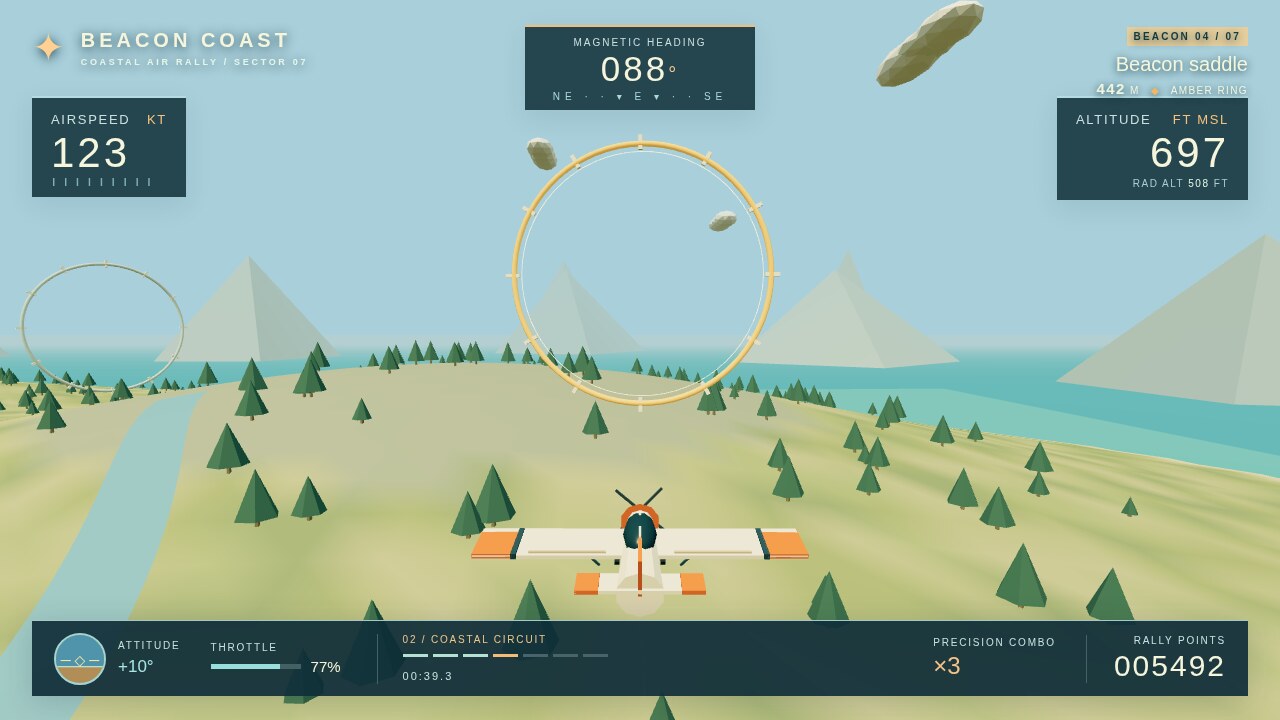 BEACON COAST
COASTAL AIR RALLY / SECTOR 07
AIRSPEED KT
123
MAGNETIC HEADING
088°
NE · · ▾ E ▾ · · SE
BEACON 04 / 07
Beacon saddle
442 M ◆ AMBER RING
ALTITUDE FT MSL
697
RAD ALT 508 FT
ATTITUDE
+10°
THROTTLE
77%
02 / COASTAL CIRCUIT
00:39.3
PRECISION COMBO
×3
RALLY POINTS
005492